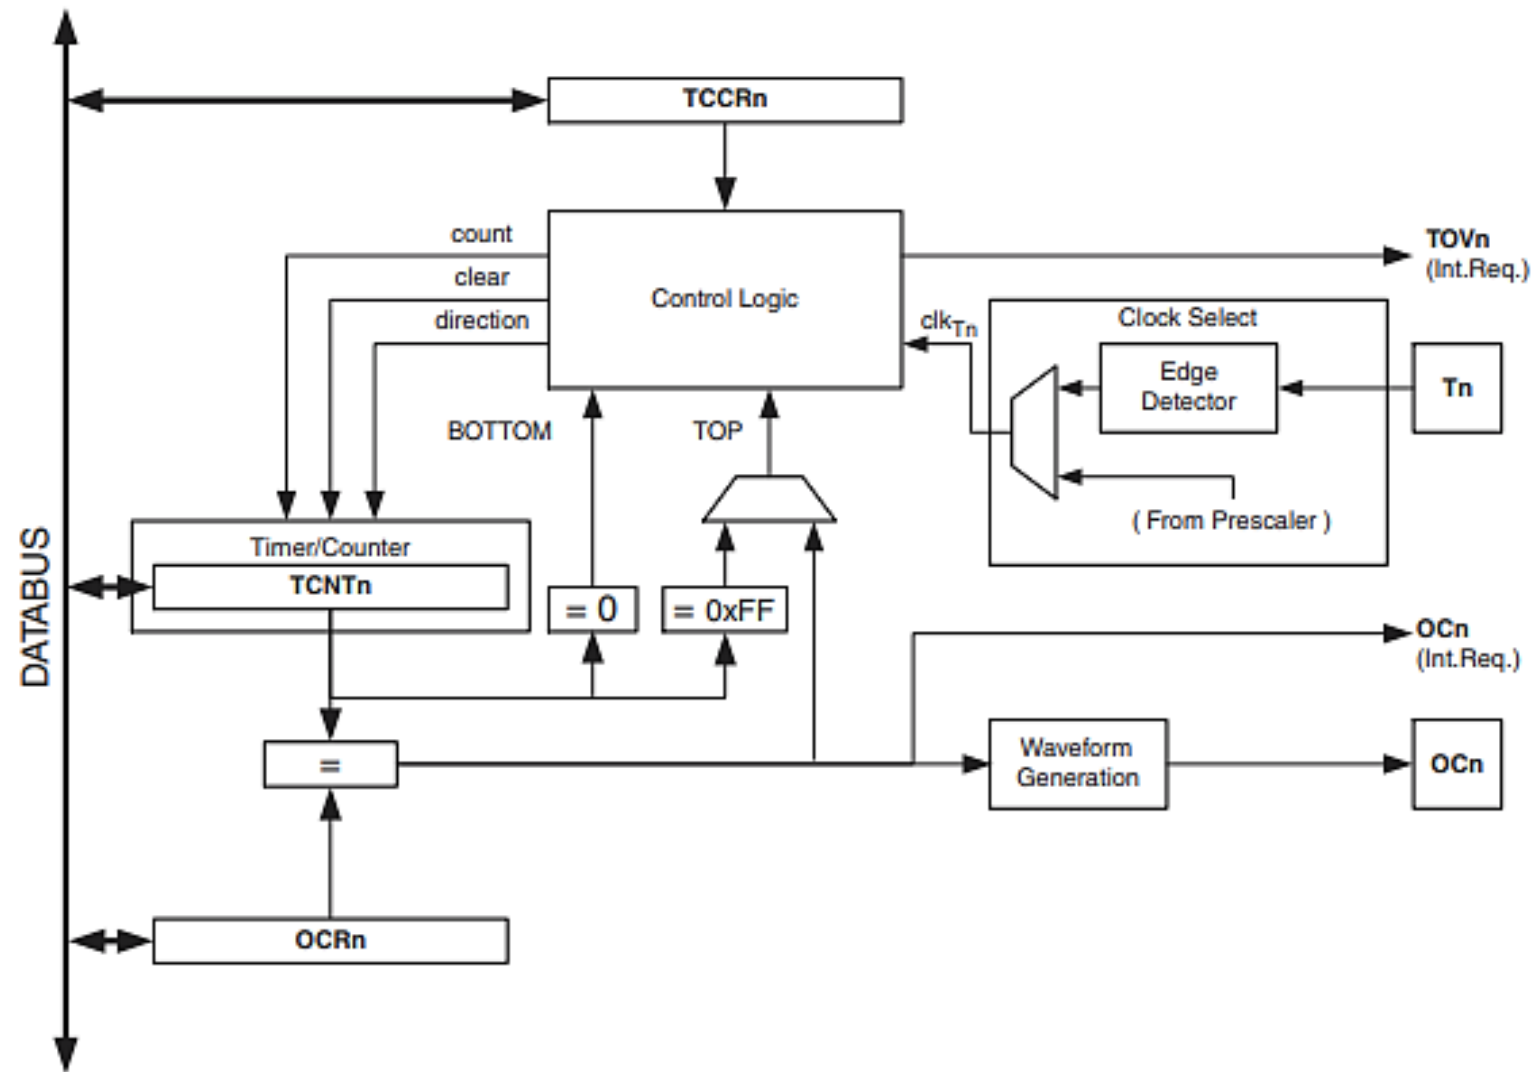 TCCRn
count
clear
direction
Control Logic
TOVn
(Int.Req.)
clkTn
Clock Select
Edge
Detector
Tn
( From Prescaler )
BOTTOM
TOP
DATABUS
Timer/Counter
TCNTn
= 0
= 0xFF
OCn
(Int.Req.)
=
Waveform
Generation
OCn
OCRn